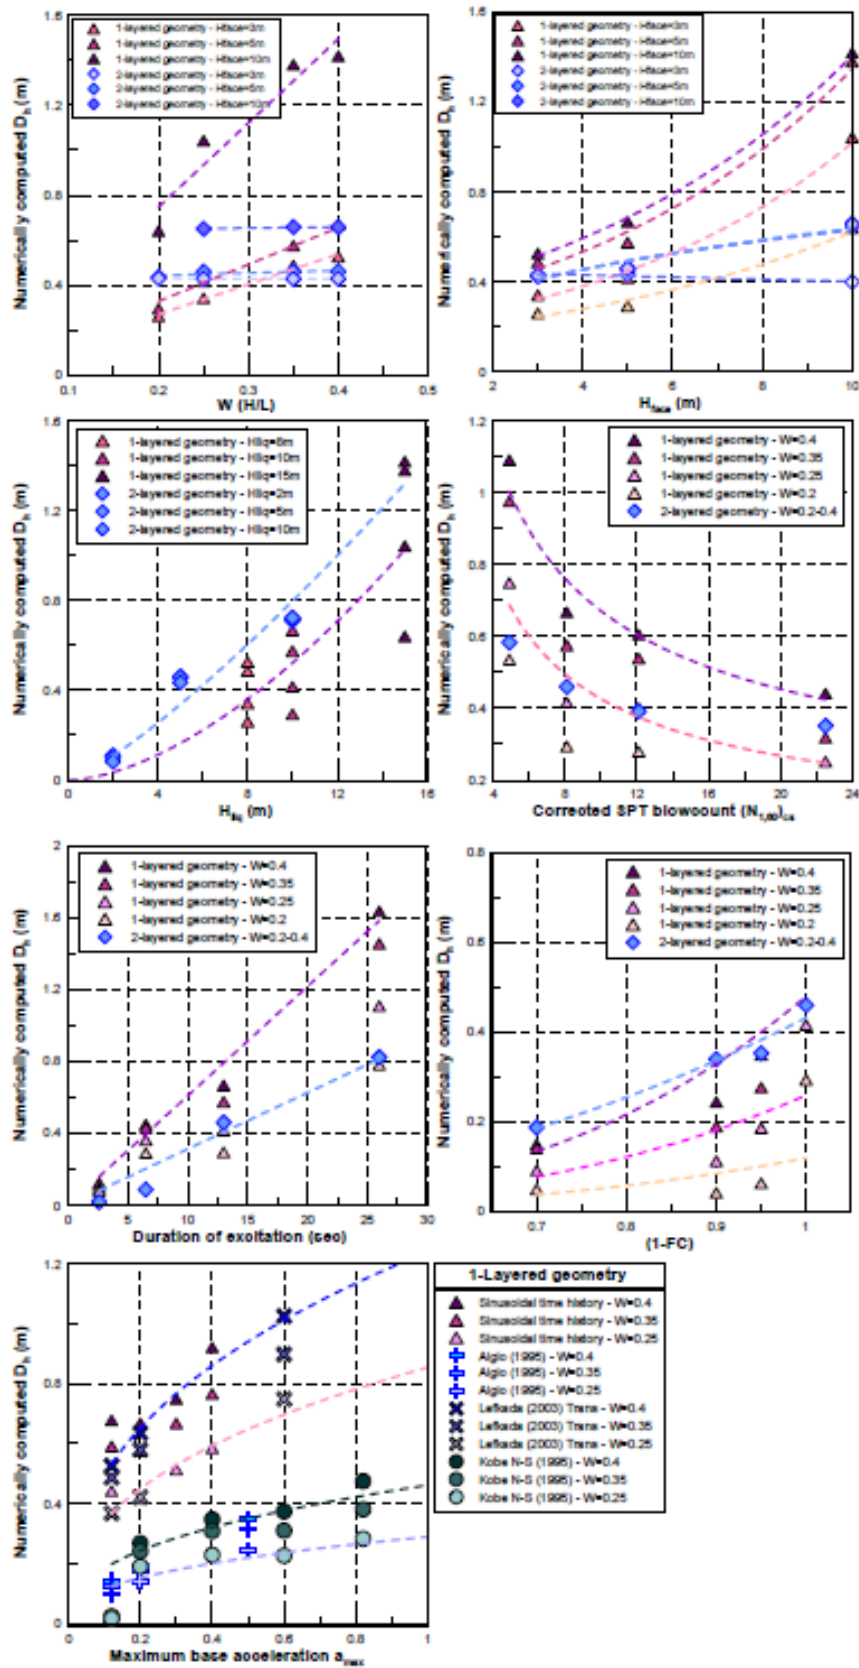 1-layered geometry - Hface=3m
1-layered geometry - Hface=5m
1-layered geometry - Hface=10m
2-layered geometry - Hface=3m
2-layered geometry - Hface=5m
2-layered geometry - Hface=10m
Numerically computed Dh (m)
1.6
1.2
0.8
0.4
0
0.1 0.2 0.3 0.4 0.5
W (H/L)
1-layered geometry - Hface=3m
1-layered geometry - Hface=5m
1-layered geometry - Hface=10m
2-layered geometry - Hface=3m
2-layered geometry - Hface=5m
2-layered geometry - Hface=10m
Numerically computed Dh (m)
1.6
1.2
0.8
0.4
0
2 4 6 8 10
Hface (m)
1-layered geometry - Hliq=8m
1-layered geometry - Hliq=10m
1-layered geometry - Hliq=15m
2-layered geometry - Hliq=2m
2-layered geometry - Hliq=5m
2-layered geometry - Hliq=10m
Numerically computed Dh (m)
1.6
1.2
0.8
0.4
0
0 4 8 12 16
Hliq (m)
1-layered geometry - W=0.4
1-layered geometry - W=0.35
1-layered geometry - W=0.25
1-layered geometry - W=0.2
2-layered geometry - W=0.2-0.4
Numerically computed Dh (m)
1.2
1
0.8
0.6
0.4
0.2
4 8 12 16 20 24
Corrected SPT blowcount (N1,60)cs
1-layered geometry - W=0.4
1-layered geometry - W=0.35
1-layered geometry - W=0.25
1-layered geometry - W=0.2
2-layered geometry - W=0.2-0.4
Numerically computed Dh (m)
2
1.6
1.2
0.8
0.4
0
0 5 10 15 20 25 30
Duration of excitation (sec)
1-layered geometry - W=0.4
1-layered geometry - W=0.35
1-layered geometry - W=0.25
1-layered geometry - W=0.2
2-layered geometry - W=0.2-0.4
Numerically computed Dh (m)
0.8
0.6
0.4
0.2
0
0.7 0.8 0.9 1
(1-FC)
Numerically computed Dh (m)
1.2
0.8
0.4
0
0 0.2 0.4 0.6 0.8 1
Maximum base acceleration amax
1-Layered geometry
Sinusoidal time history - W=0.4
Sinusoidal time history - W=0.35
Sinusoidal time history - W=0.25
Aigio (1995) - W=0.4
Aigio (1995) - W=0.35
Aigio (1995) - W=0.25
Lefkada (2003) Trans - W=0.4
Lefkada (2003) Trans - W=0.35
Lefkada (2003) Trans - W=0.25
Kobe N-S (1995) - W=0.4
Kobe N-S (1995) - W=0.35
Kobe N-S (1995) - W=0.25